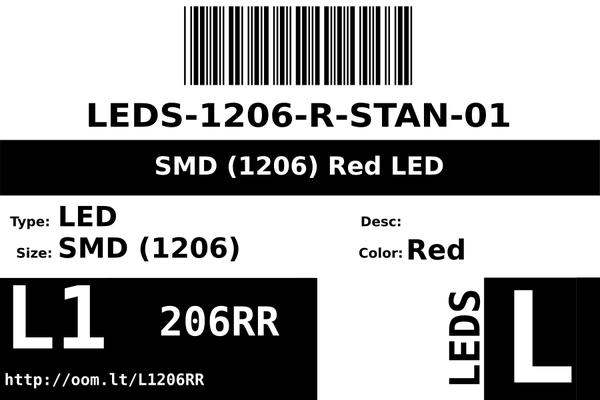 LEDS-1206-R-STAN-01
SMD (1206) Red LED
Type: LED
Desc:
Size: SMD (1206)
Color: Red
L1 206RR
http://oom.lt/L1206RR
LEDS
L